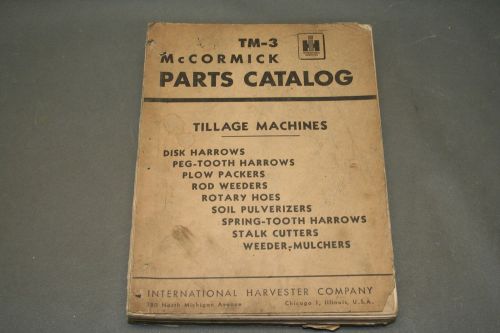 TM-3
McCORMICK
PARTS CATALOG
IH
TILLAGE MACHINES
DISK HARROWS
PEG-TOOTH HARROWS
PLOW PACKERS
ROD WEEDERS
ROTARY HOES
SOIL PULVERIZERS
SPRING-TOOTH HARROWS
STALK CUTTERS
WEEDER-MULCHERS
INTERNATIONAL HARVESTER COMPANY
180 North Michigan Avenue Chicago 1, Illinois, U.S.A.